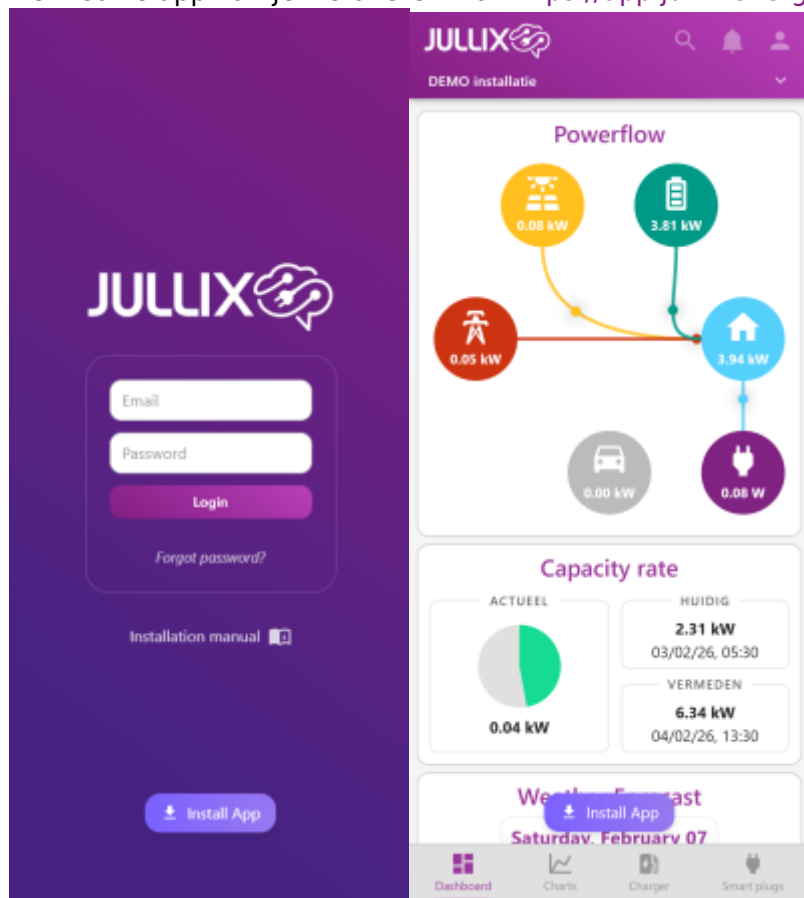 JULLIX
Email
Password
Login
Forgot password?
Installation manual
Install App
JULLIX
DEMO installatie
Powerflow
0.08 kW
3.81 kW
0.05 kW
3.94 kW
0.00 kW
0.08 W
Capacity rate
ACTUEEL
0.04 kW
HUIDIG
2.31 kW
03/02/26, 05:30
VERMEDEN
6.34 kW
04/02/26, 13:30
Install App
Saturday, February 07
Dashboard
Charts
Charger
Smart plugs